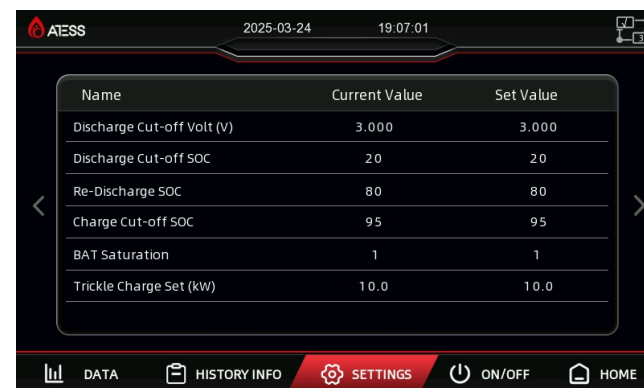 ATESS 2025-03-24 19:07:01
3
Name Current Value Set Value
Discharge Cut-off Volt (V) 3.000 3.000
Discharge Cut-off SOC 20 20
Re-Discharge SOC 80 80
Charge Cut-off SOC 95 95
BAT Saturation 1 1
Trickle Charge Set (kW) 10.0 10.0
DATA HISTORY INFO SETTINGS ON/OFF HOME